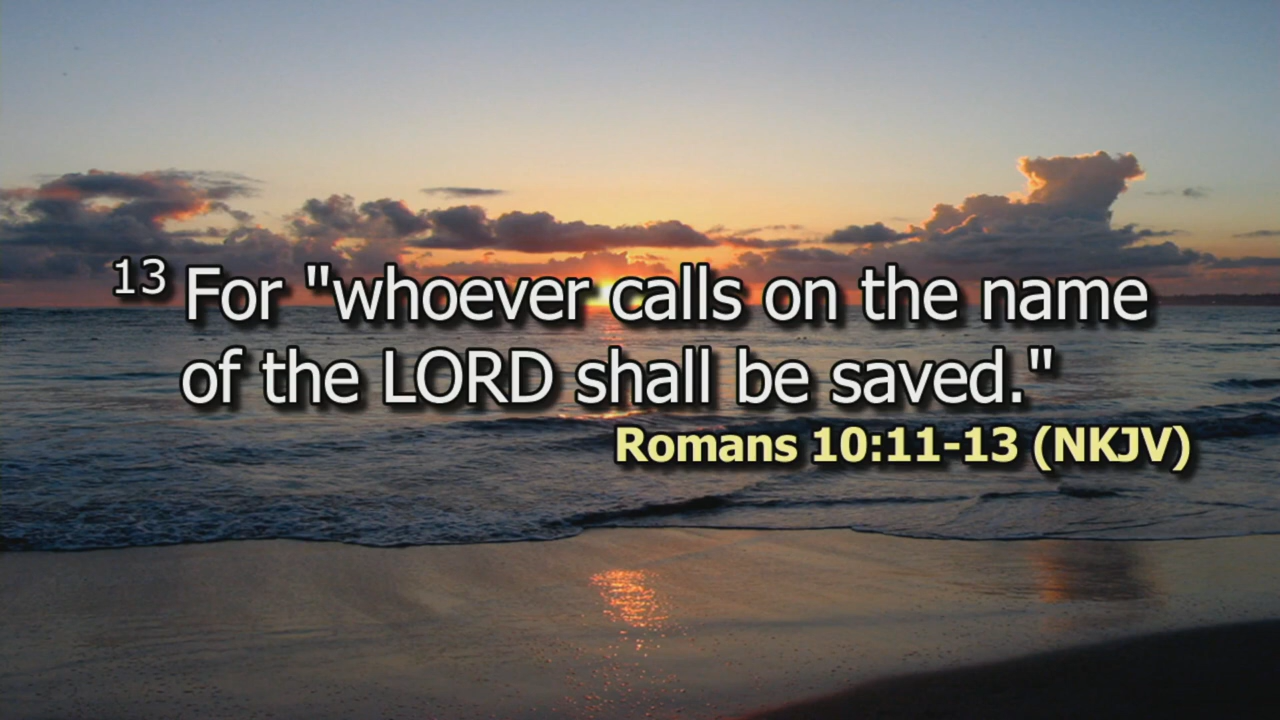 13 For "whoever calls on the name
of the LORD shall be saved."
Romans 10:11-13 (NKJV)